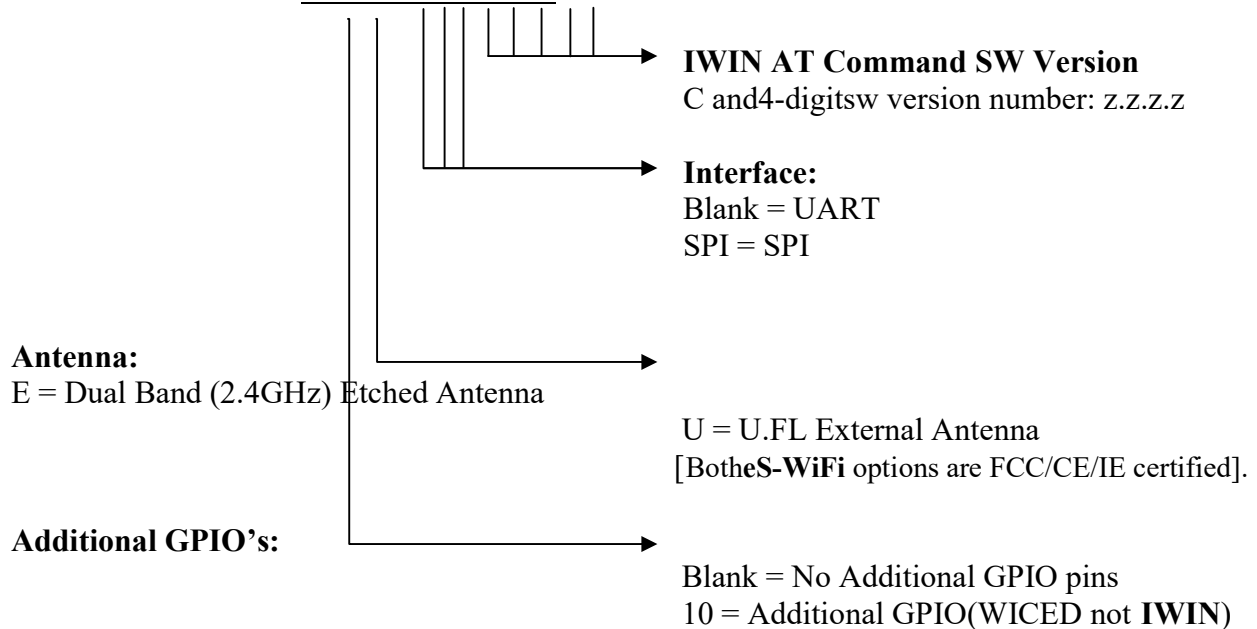 IWIN AT Command SW Version
C and4-digitsw version number: z.z.z.z
Interface:
Blank = UART
SPI = SPI
Antenna:
E = Dual Band (2.4GHz) Etched Antenna
U = U.FL External Antenna
[BotheS-WiFi options are FCC/CE/IE certified].
Additional GPIO’s:
Blank = No Additional GPIO pins
10 = Additional GPIO(WICED not IWIN)